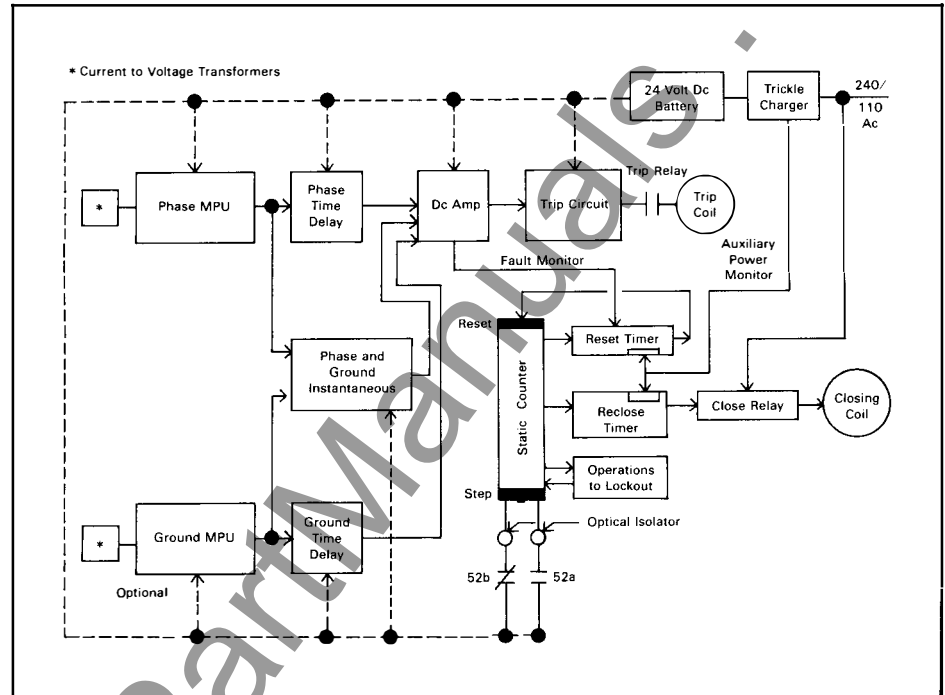 * Current to Voltage Transformers
24 Volt Dc
Battery
Trickle
Charger
240/
110
Ac
*
Phase MPU
Phase
Time
Delay
Dc Amp
Trip Circuit
Trip Relay
Trip
Coil
Fault Monitor
Auxiliary
Power
Monitor
Phase and
Ground
Instantaneous
Reset
Static Counter
Step
Reset Timer
Reclose
Timer
Close Relay
Closing
Coil
Operations
to Lockout
Optical Isolator
52b
52a
*
Ground MPU
Optional
Ground
Time
Delay
PartManuals .